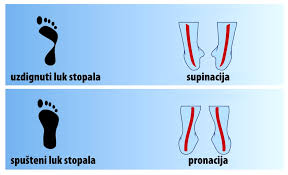 uzdignuti luk stopala
supinacija
spušteni luk stopala
pronacija